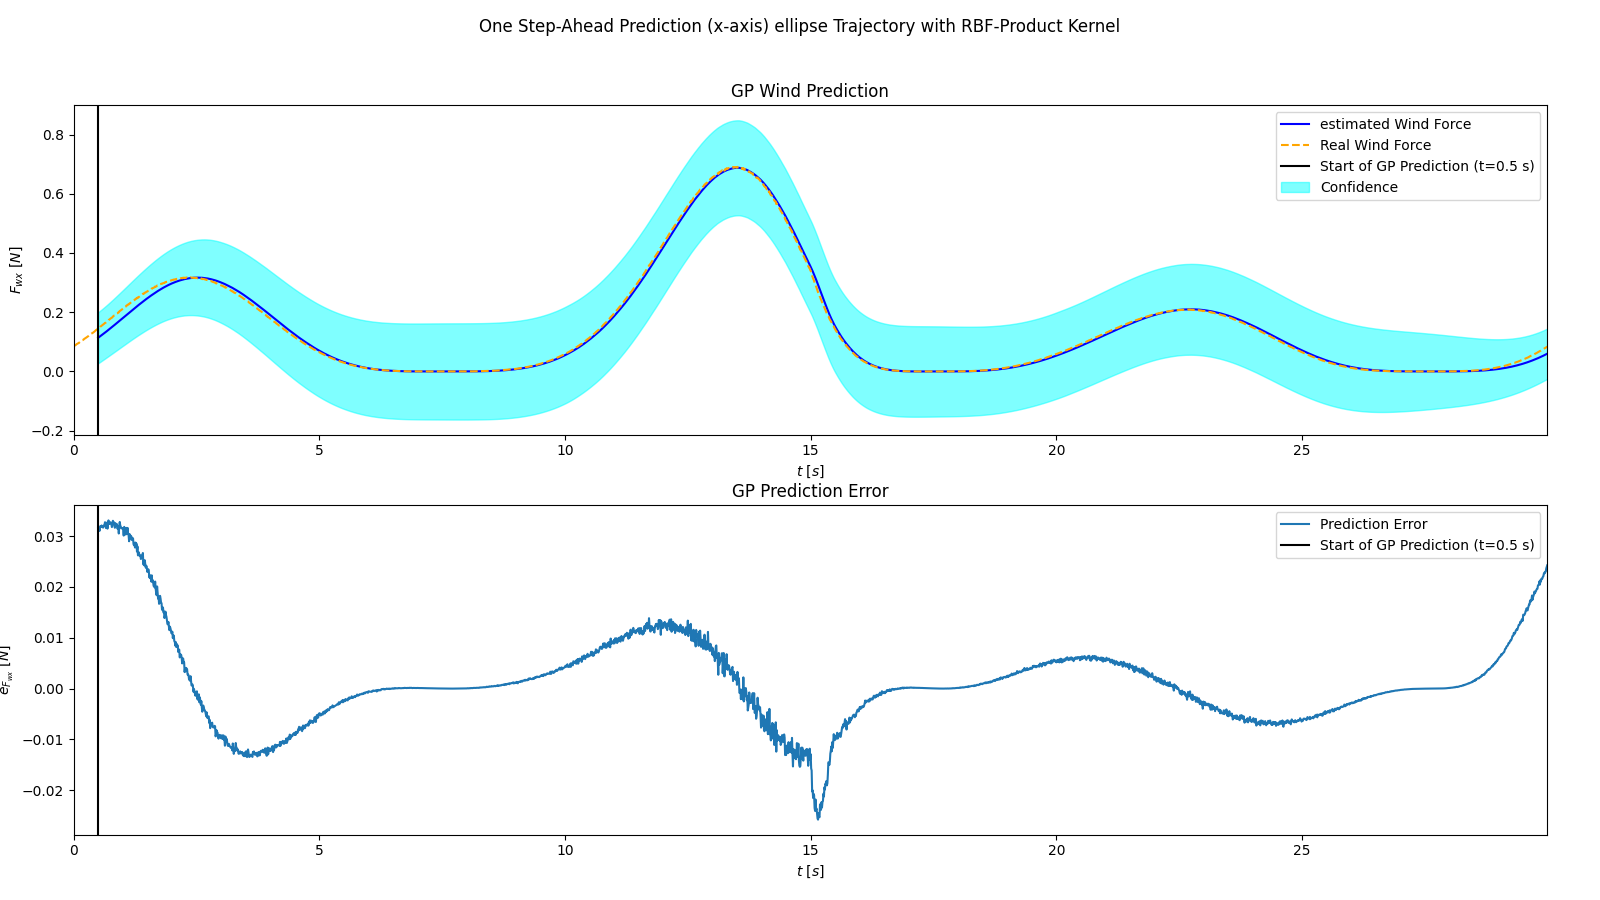 One Step-Ahead Prediction (x-axis) ellipse Trajectory with RBF-Product Kernel
GP Wind Prediction
0.8
0.6
0.4
0.2
0.0
−0.2
F_wx [N]
estimated Wind Force
Real Wind Force
Start of GP Prediction (t=0.5 s)
Confidence
0 5 10 15 20 25
t [s]
GP Prediction Error
0.03
0.02
0.01
0.00
−0.01
−0.02
e_F_wx [N]
Prediction Error
Start of GP Prediction (t=0.5 s)
0 5 10 15 20 25
t [s]